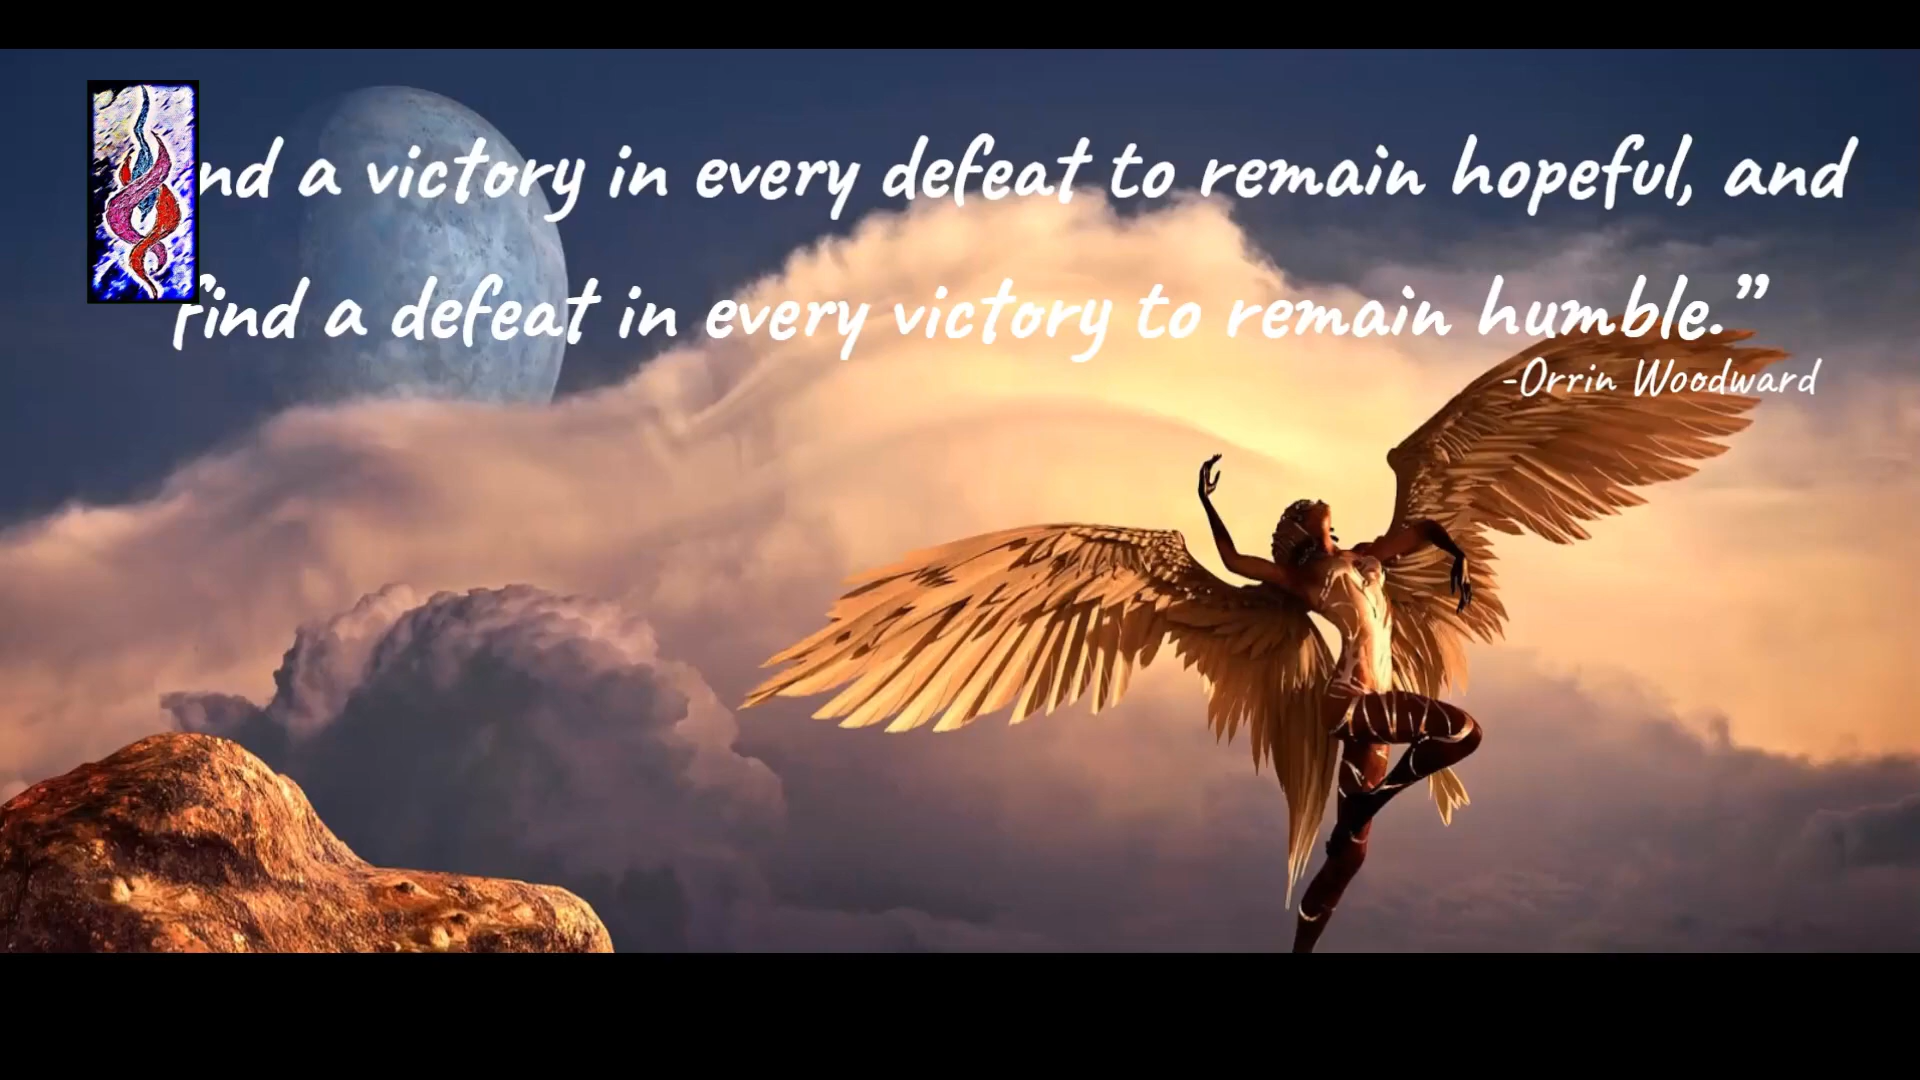 nd a victory in every defeat to remain hopeful, and
find a defeat in every victory to remain humble.”
-Orrin Woodward